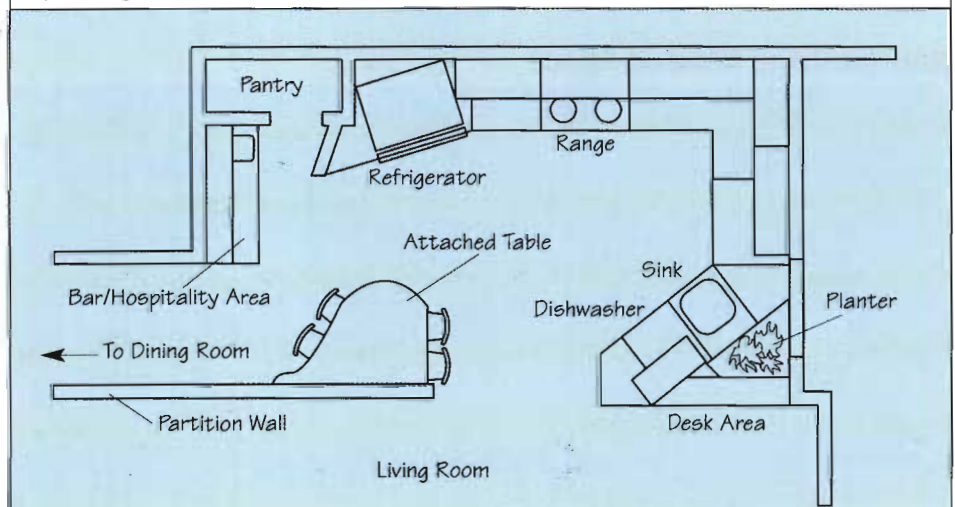 Pantry
Range
Refrigerator
Attached Table
Sink
Bar/Hospitality Area
Dishwasher
Planter
To Dining Room
Partition Wall
Desk Area
Living Room